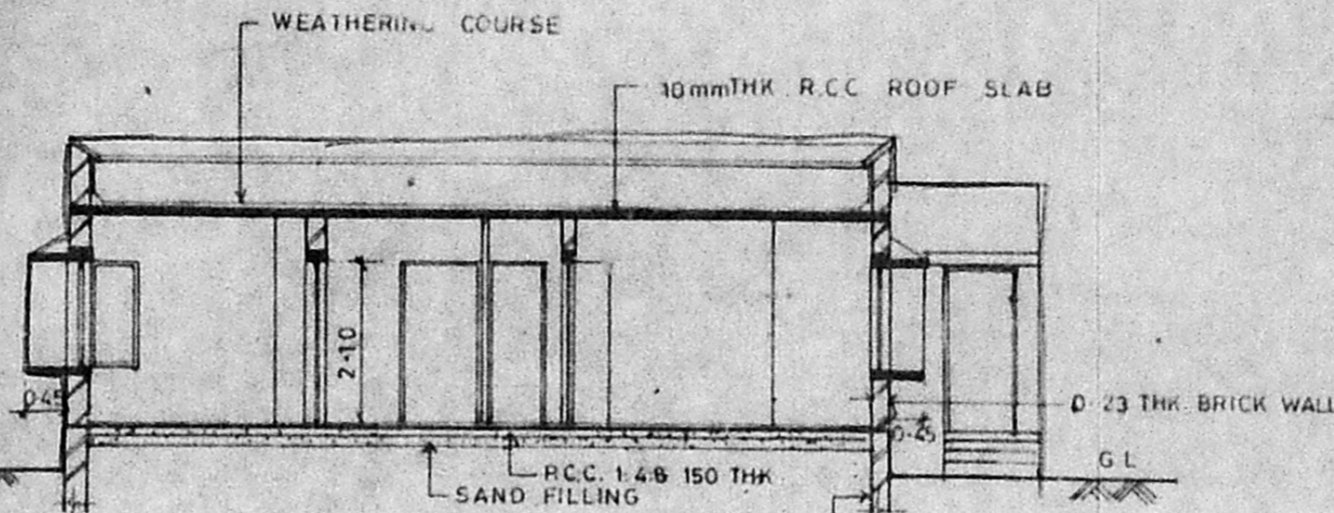 WEATHERING COURSE
10mmTHK R.C.C ROOF SLAB
2·10
0·45
0·23 THK BRICK WALL
0·45
P.C.C. 1:4:8 150 THK
G L
SAND FILLING